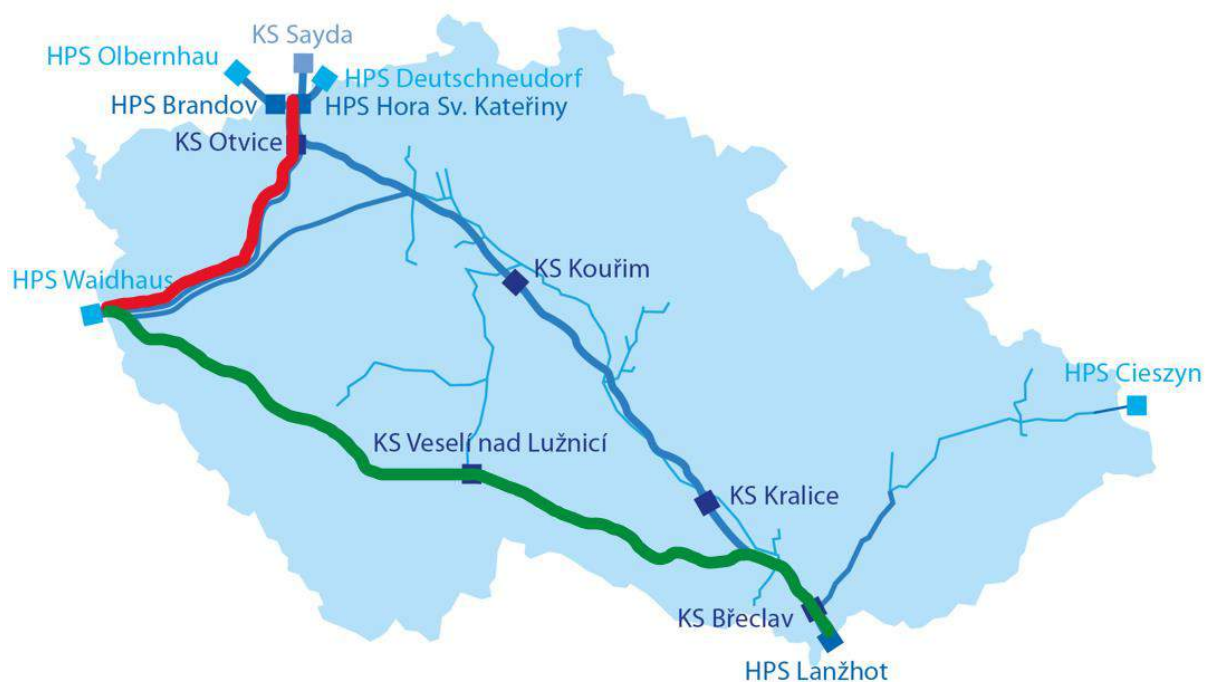 KS Sayda
HPS Olbernhau
HPS Deutschneudorf
HPS Brandov
HPS Hora Sv. Kateřiny
KS Otvice
KS Kouřim
HPS Waidhaus
HPS Cieszyn
KS Veselí nad Lužnicí
KS Kralice
KS Břeclav
HPS Lanžhot